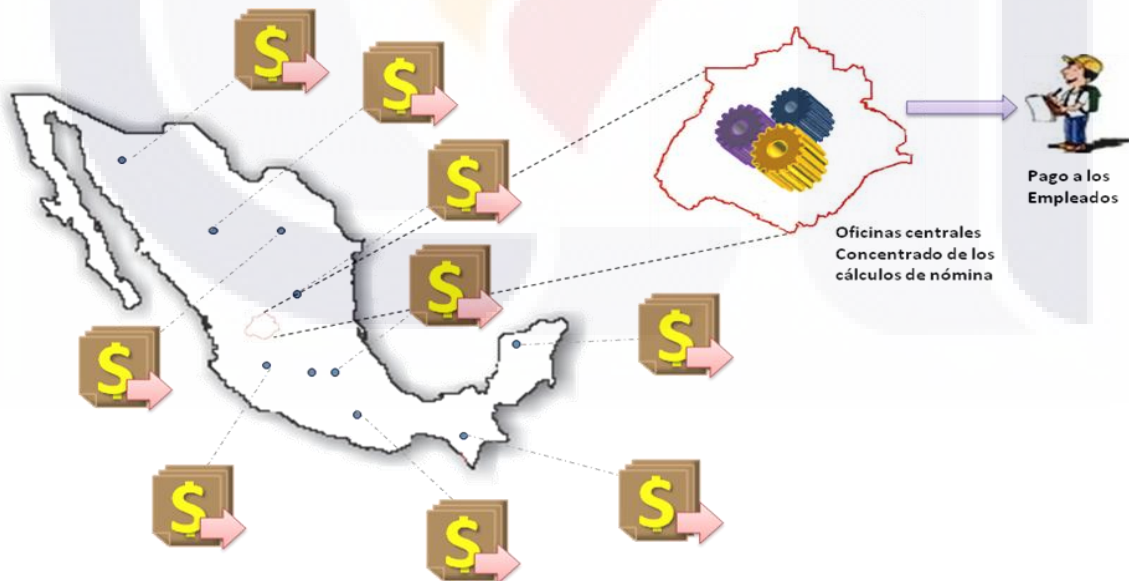 $
$
$
$
$
$
$
$
$
Pago a los
Empleados
Oficinas centrales
Concentrado de los
cálculos de nómina